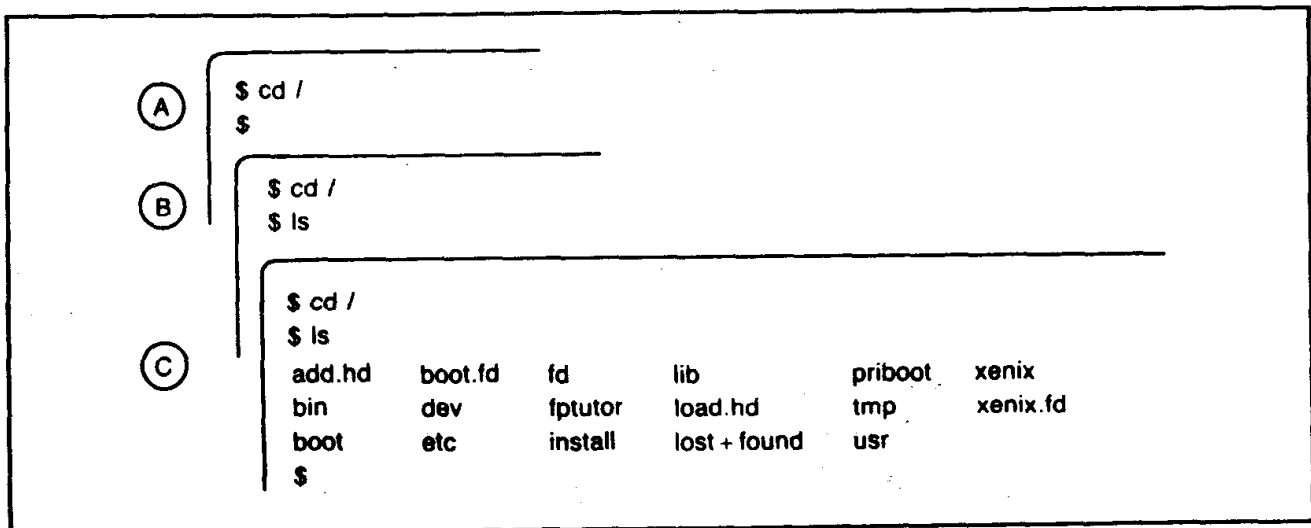 A
$ cd /
$
B
$ cd /
$ ls
C
$ cd /
$ ls
add.hd boot.fd fd lib priboot xenix
bin dev fptutor load.hd tmp xenix.fd
boot etc install lost + found usr
$